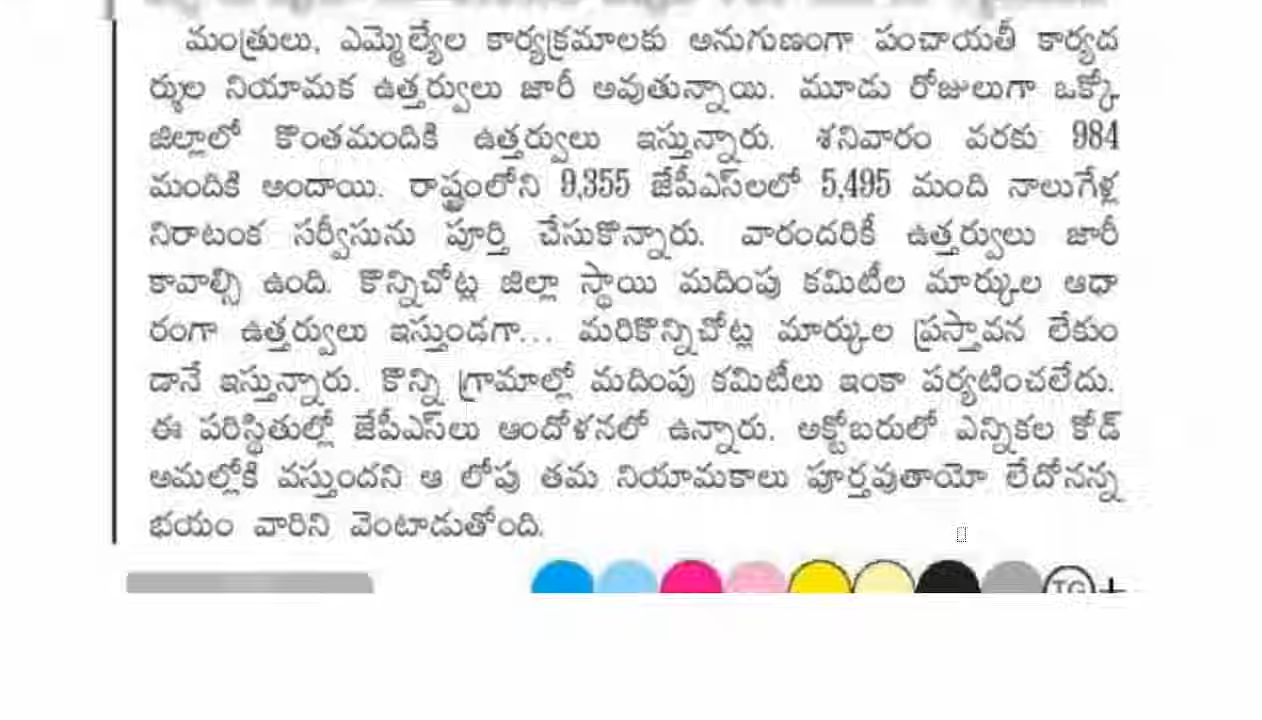 మంత్రులు, ఎమ్మెల్యేల కార్యక్రమాలకు అనుగుణంగా పంచాయతీ కార్యద
ర్శుల నియామక ఉత్తర్వులు జారీ అవుతున్నాయి. మూడు రోజులుగా ఒక్కో
జిల్లాలో కొంతమందికి ఉత్తర్వులు ఇస్తున్నారు. శనివారం వరకు 984
మందికి అందాయి. రాష్ట్రంలోని 9,355 జేపీఎస్‌లలో 5,495 మంది నాలుగేళ్ల
నిరాటంక సర్వీసును పూర్తి చేసుకొన్నారు. వారందరికీ ఉత్తర్వులు జారీ
కావాల్సి ఉంది. కొన్నిచోట్ల జిల్లా స్థాయి మదింపు కమిటీల మార్కుల ఆధా
రంగా ఉత్తర్వులు ఇస్తుండగా... మరికొన్నిచోట్ల మార్కుల ప్రస్తావన లేకుం
డానే ఇస్తున్నారు. కొన్ని గ్రామాల్లో మదింపు కమిటీలు ఇంకా పర్యటించలేదు.
ఈ పరిస్థితుల్లో జేపీఎస్‌లు ఆందోళనలో ఉన్నారు. అక్టోబరులో ఎన్నికల కోడ్
అమల్లోకి వస్తుందని ఆ లోపు తమ నియామకాలు పూర్తవుతాయో లేదోనన్న
భయం వారిని వెంటాడుతోంది.
TG